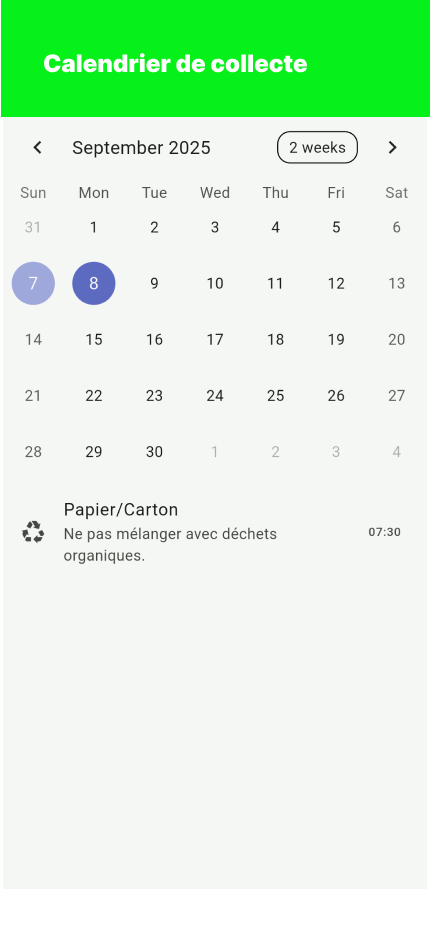 Calendrier de collecte
September 2025 2 weeks
Sun Mon Tue Wed Thu Fri Sat
31 1 2 3 4 5 6
7 8 9 10 11 12 13
14 15 16 17 18 19 20
21 22 23 24 25 26 27
28 29 30 1 2 3 4
Papier/Carton
Ne pas mélanger avec déchets
organiques.
07:30